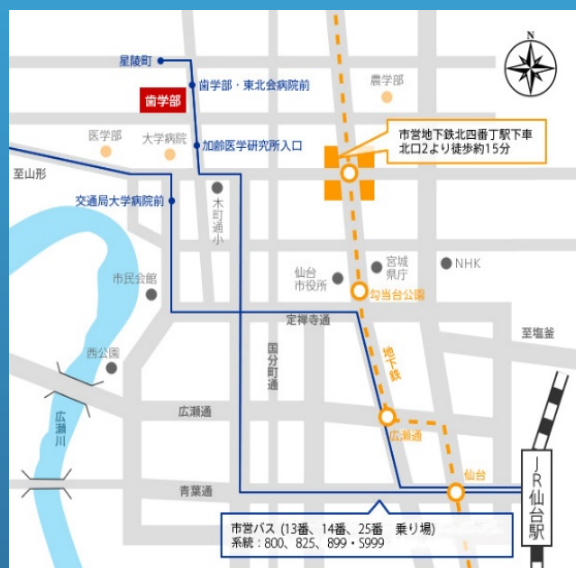 N
星陵町
歯学部・東北会病院前
歯学部
農学部
医学部
大学病院
加齢医学研究所入口
市営地下鉄北四番丁駅下車
北口2より徒歩約15分
至山形
交通局大学病院前
木町通小
市民会館
仙台
市役所
宮城
県庁
NHK
勾当台公園
定禅寺通
至塩釜
西公園
国分町通
地下鉄
広瀬通
広瀬通
広瀬川
青葉通
仙台
JR仙台駅
市営バス (13番、14番、25番 乗り場)
系統：800、825、899・S999